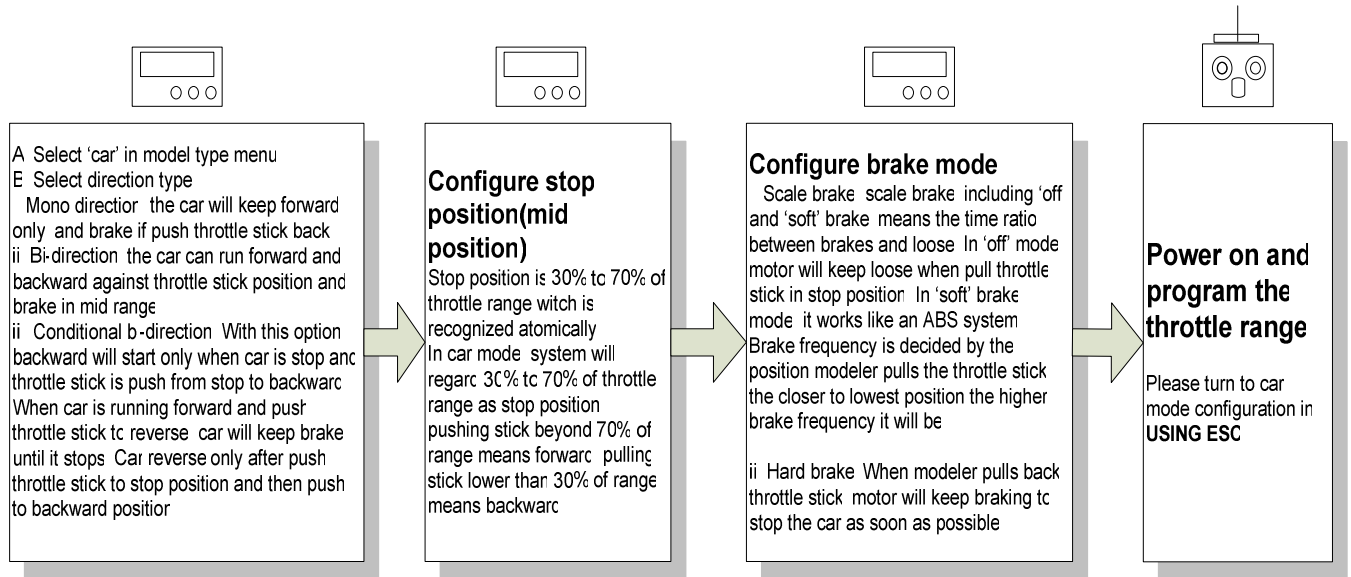 A Select 'car' in model type menu
E Select direction type
Mono direction the car will keep forward
only and brake if push throttle stick back
ii Bi-direction the car can run forward and
backward against throttle stick position and
brake in mid range
ii Conditional b-direction With this option
backward will start only when car is stop and
throttle stick is push from stop to backward
When car is running forward and push
throttle stick to reverse car will keep brake
until it stops Car reverse only after push
throttle stick to stop position and then push
to backward position
Configure stop
position(mid
position)
Stop position is 30% to 70% of
throttle range witch is
recognized atomically
In car mode system will
regard 30% to 70% of throttle
range as stop position
pushing stick beyond 70% of
range means forward pulling
stick lower than 30% of range
means backward
Configure brake mode
Scale brake scale brake including 'off
and 'soft' brake means the time ratio
between brakes and loose In 'off' mode
motor will keep loose when pull throttle
stick in stop position In 'soft' brake
mode it works like an ABS system
Brake frequency is decided by the
position modeler pulls the throttle stick
the closer to lowest position the higher
brake frequency it will be
ii Hard brake When modeler pulls back
throttle stick motor will keep braking to
stop the car as soon as possible
Power on and
program the
throttle range
Please turn to car
mode configuration in
USING ESC